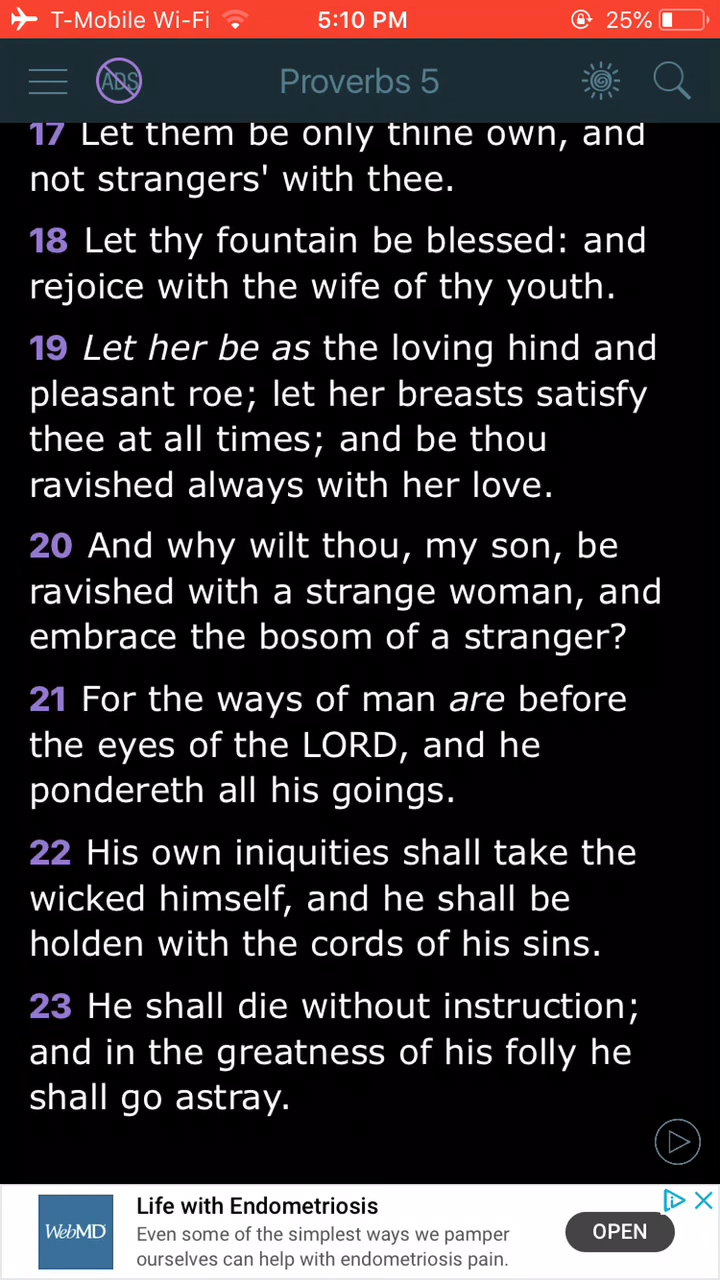 T-Mobile Wi-Fi 5:10 PM 25%
ADS Proverbs 5
17 Let them be only thine own, and
not strangers' with thee.
18 Let thy fountain be blessed: and
rejoice with the wife of thy youth.
19 Let her be as the loving hind and
pleasant roe; let her breasts satisfy
thee at all times; and be thou
ravished always with her love.
20 And why wilt thou, my son, be
ravished with a strange woman, and
embrace the bosom of a stranger?
21 For the ways of man are before
the eyes of the LORD, and he
pondereth all his goings.
22 His own iniquities shall take the
wicked himself, and he shall be
holden with the cords of his sins.
23 He shall die without instruction;
and in the greatness of his folly he
shall go astray.
WebMD
Life with Endometriosis
Even some of the simplest ways we pamper
ourselves can help with endometriosis pain.
OPEN